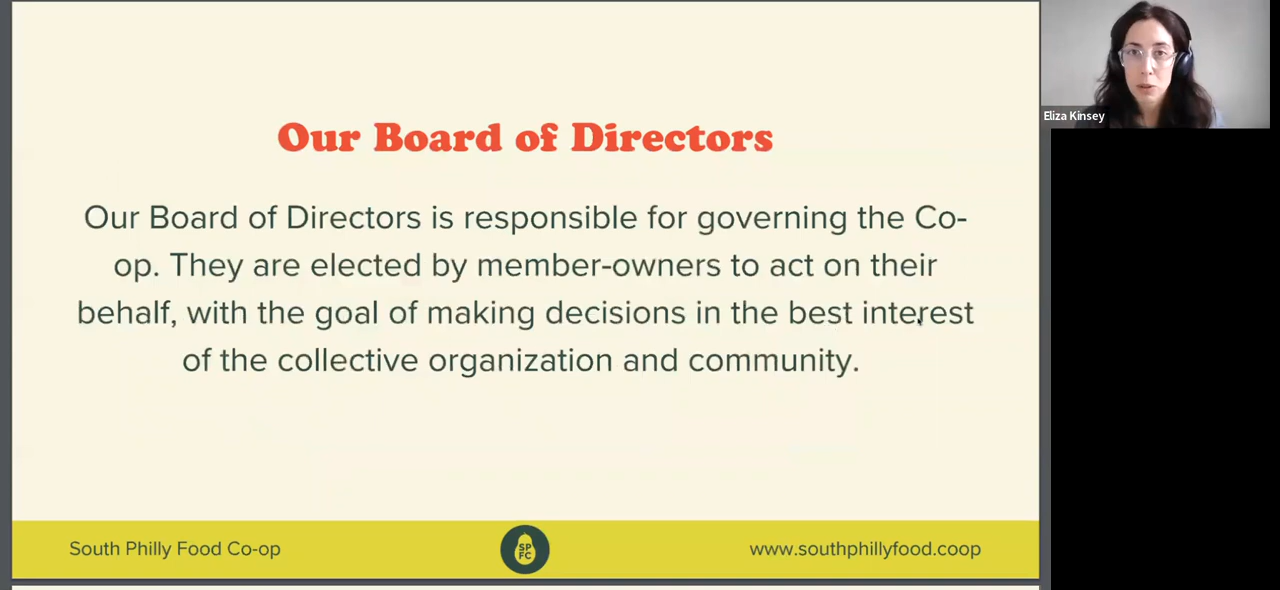 Our Board of Directors
Our Board of Directors is responsible for governing the Co-
op. They are elected by member-owners to act on their
behalf, with the goal of making decisions in the best interest
of the collective organization and community.
South Philly Food Co-op
SP
FC
www.southphillyfood.coop
Eliza Kinsey